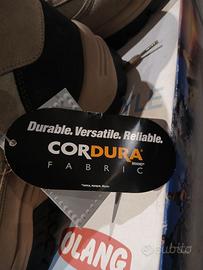 Durable. Versatile. Reliable.
CORDURA
FABRIC
OLANG
subito